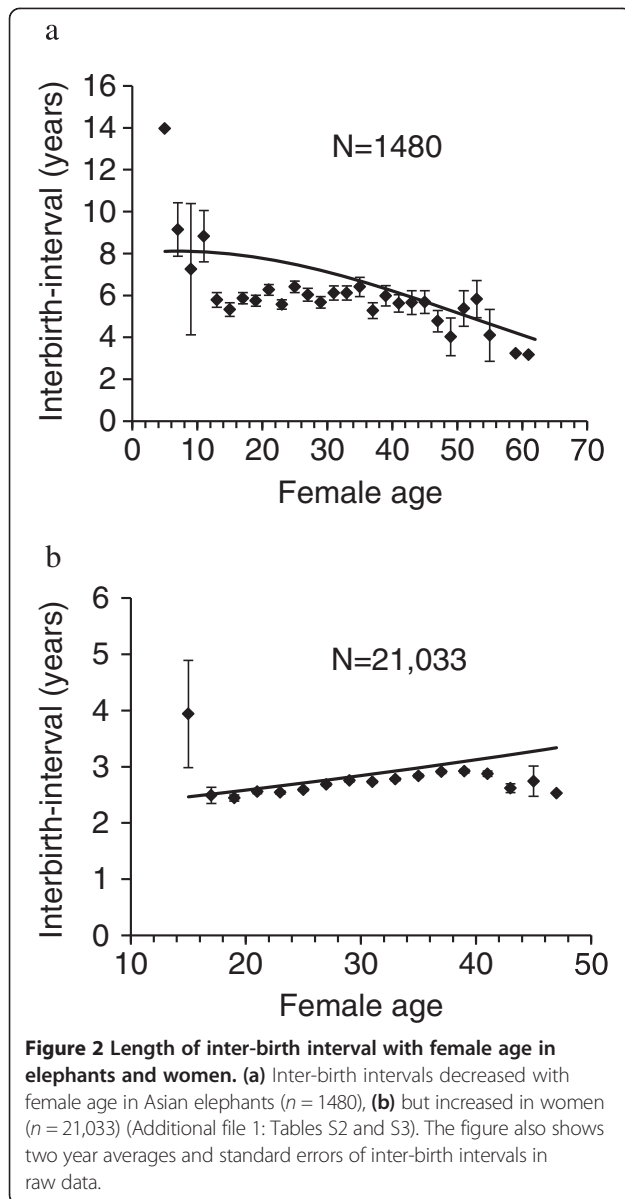 a
16
14
12
10
8
6
4
2
0
Interbirth-interval (years)
N=1480
0 10 20 30 40 50 60 70
Female age
b
6
5
4
3
2
1
0
Interbirth-interval (years)
N=21,033
10 20 30 40 50
Female age
Figure 2 Length of inter-birth interval with female age in
elephants and women. (a) Inter-birth intervals decreased with
female age in Asian elephants (n = 1480), (b) but increased in women
(n = 21,033) (Additional file 1: Tables S2 and S3). The figure also shows
two year averages and standard errors of inter-birth intervals in
raw data.